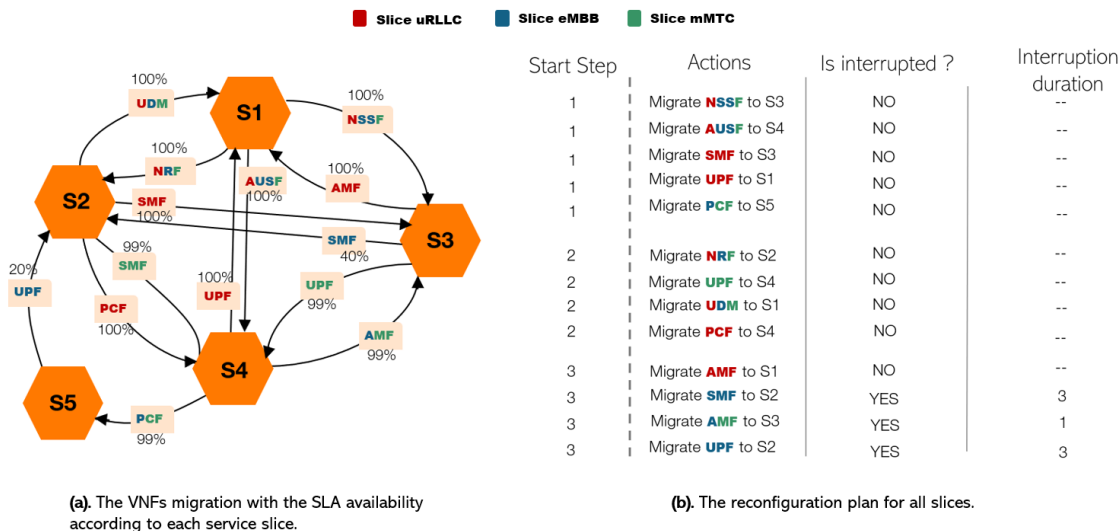 Slice uRLLC Slice eMBB Slice mMTC
100%
UDM
S1
100%
NSSF
100%
NRF
AUSF
100%
100%
AMF
S2
SMF
100%
S3
SMF
40%
99%
SMF
20%
UPF
PCF
100%
100%
UPF
UPF
99%
AMF
99%
S4
S5
PCF
99%
(a). The VNFs migration with the SLA availability
according to each service slice.
Start Step Actions Is interrupted ? Interruption
duration
1 Migrate NSSF to S3 NO --
1 Migrate AUSF to S4 NO --
1 Migrate SMF to S3 NO --
1 Migrate UPF to S1 NO --
1 Migrate PCF to S5 NO --
2 Migrate NRF to S2 NO --
2 Migrate UPF to S4 NO --
2 Migrate UDM to S1 NO --
2 Migrate PCF to S4 NO --
3 Migrate AMF to S1 NO --
3 Migrate SMF to S2 YES 3
3 Migrate AMF to S3 YES 1
3 Migrate UPF to S2 YES 3
(b). The reconfiguration plan for all slices.